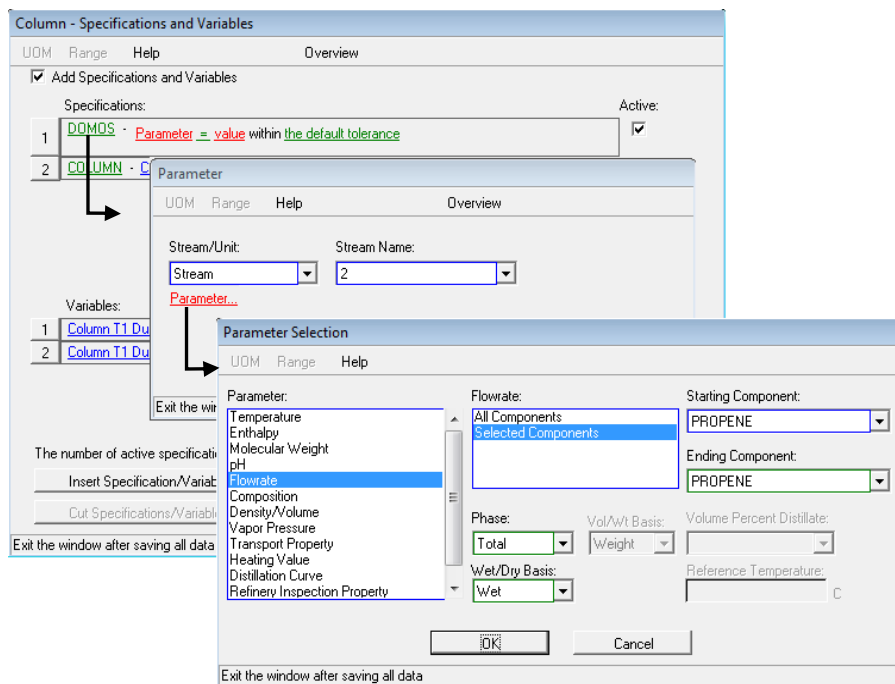 Column - Specifications and Variables
UOM Range Help Overview
Add Specifications and Variables
Specifications: Active:
1 DOMOS - Parameter = value within the default tolerance
2 COLUMN - C
Parameter
UOM Range Help Overview
Stream/Unit: Stream Name:
Stream 2
Parameter...
Variables:
1 Column T1 Du
2 Column T1 Du
Exit the wi
The number of active specificati
Insert Specification/Variab
Cut Specifications/Variabl
Exit the window after saving all data
Parameter Selection
UOM Range Help
Parameter: Flowrate: Starting Component:
Temperature All Components PROPENE
Enthalpy Selected Components
Molecular Weight
pH Ending Component:
Flowrate PROPENE
Composition
Density/Volume Phase: Vol/Wt Basis: Volume Percent Distillate:
Vapor Pressure
Transport Property Total Weight
Heating Value
Distillation Curve Wet/Dry Basis: Reference Temperature:
Refinery Inspection Property Wet C
OK Cancel
Exit the window after saving all data